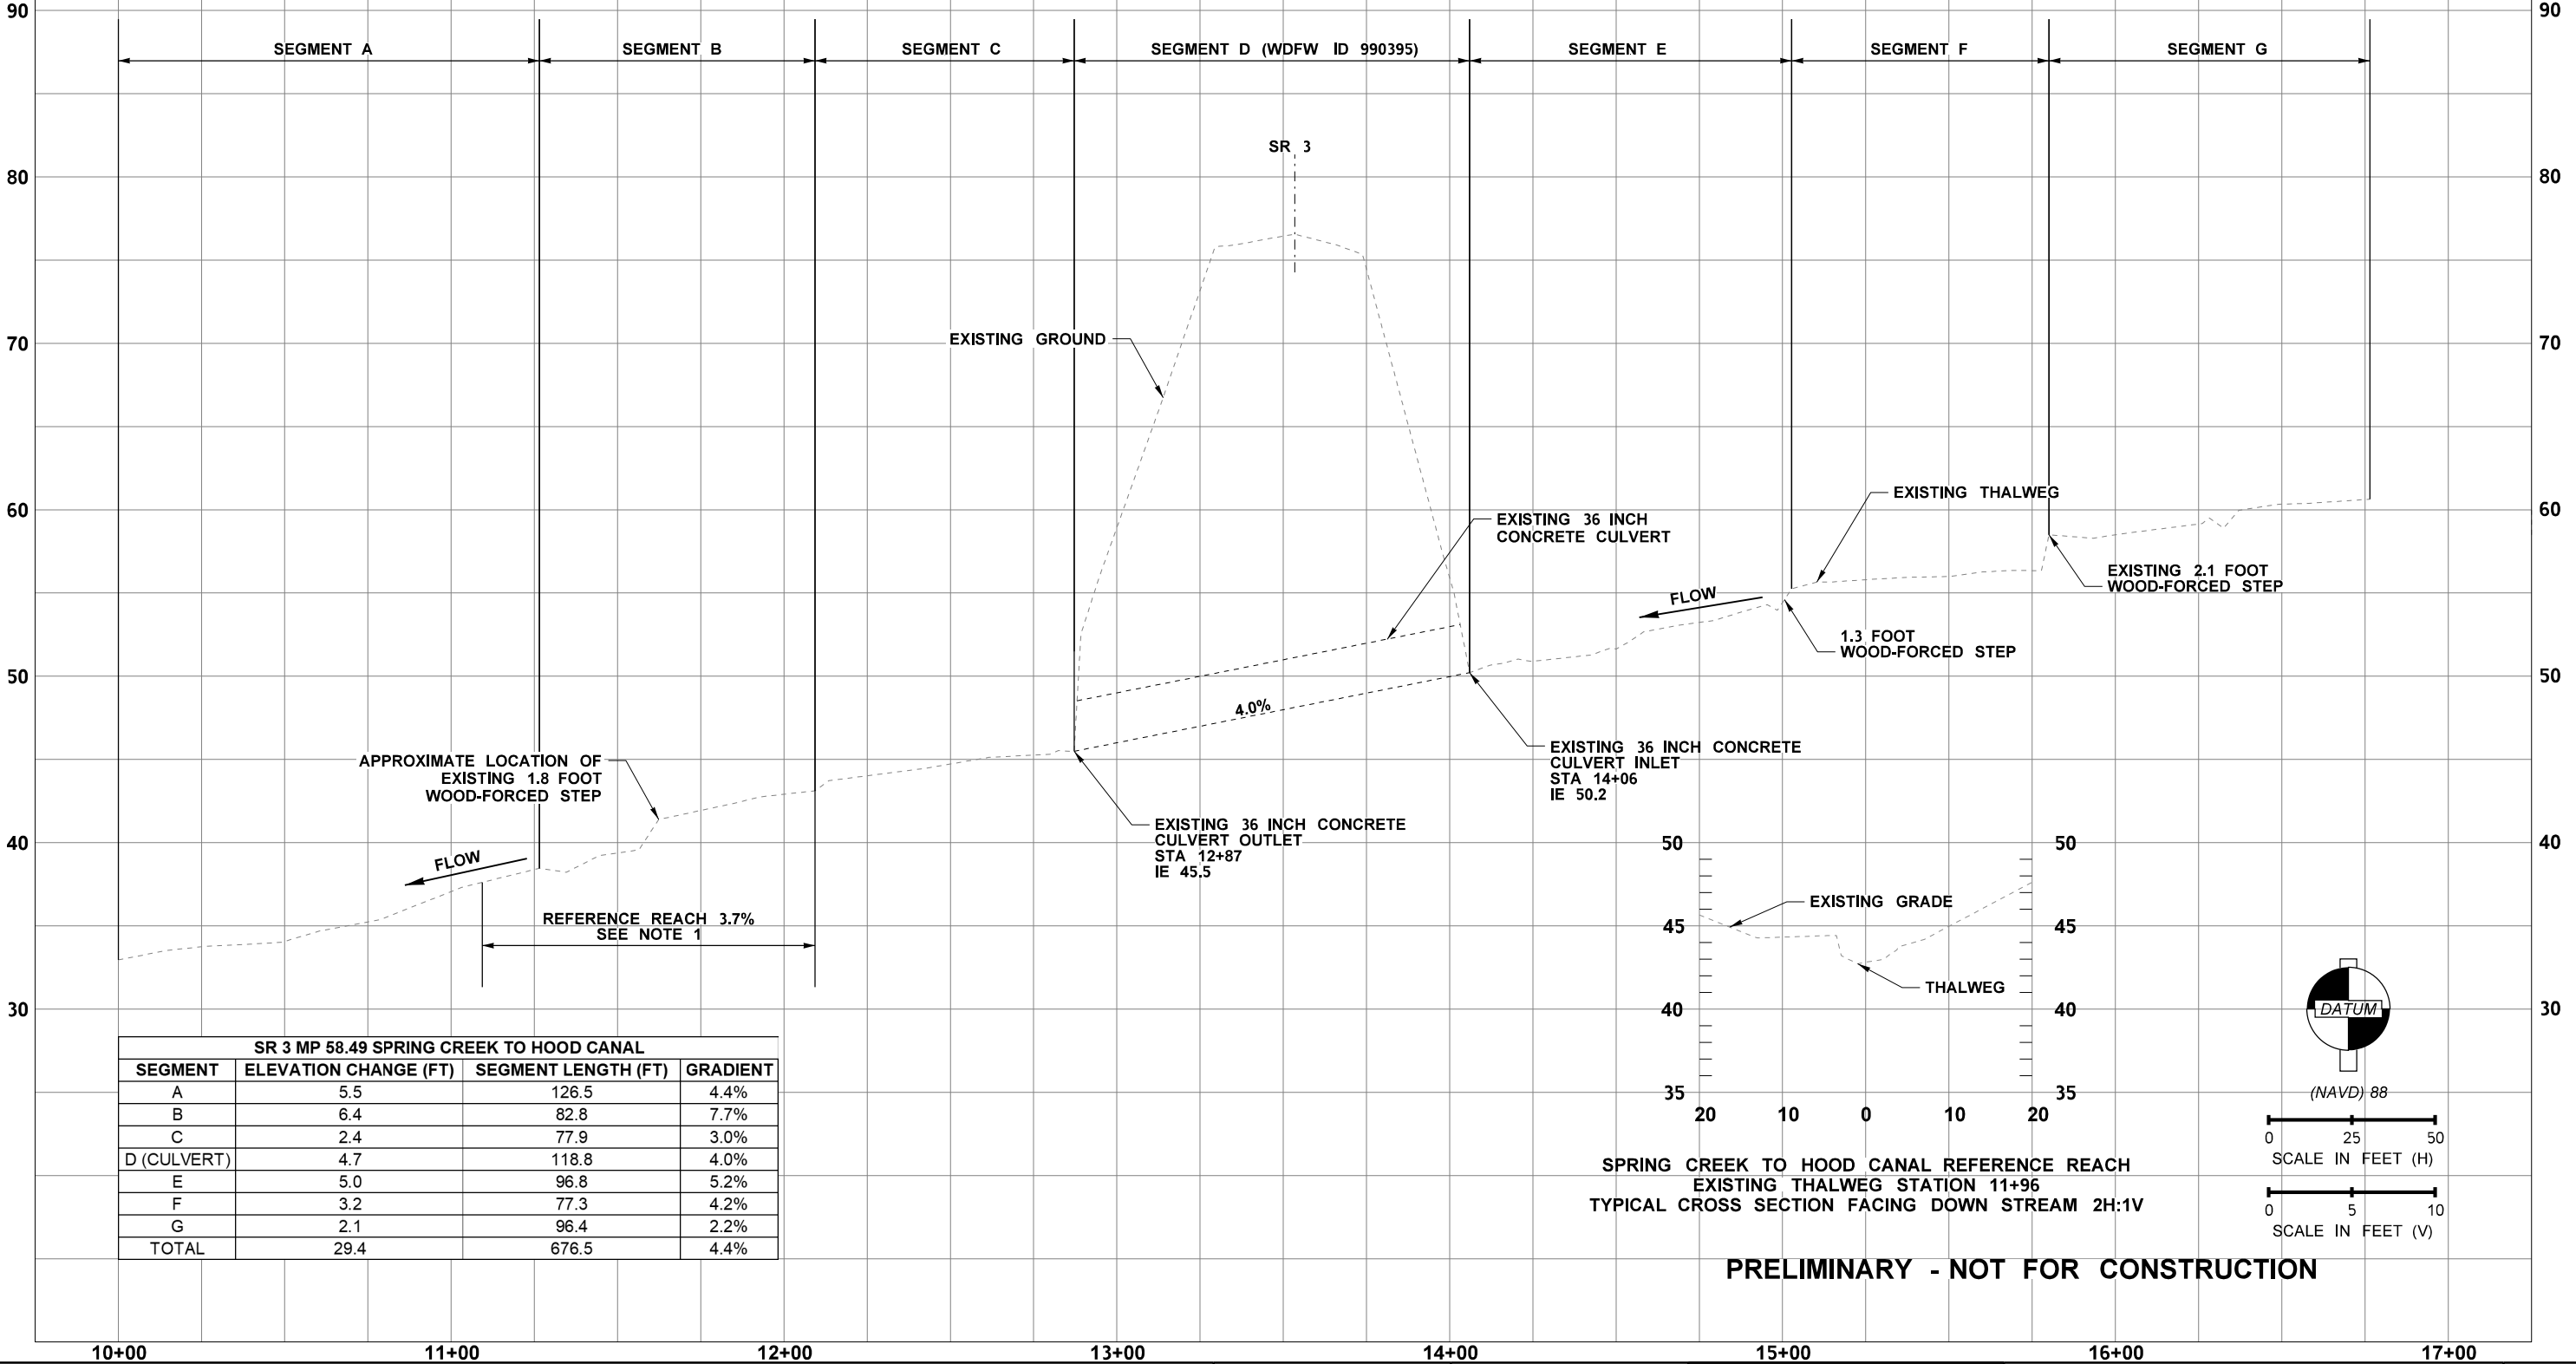 90
90
SEGMENT A
SEGMENT B
SEGMENT C
SEGMENT D (WDFW ID 990395)
SEGMENT E
SEGMENT F
SEGMENT G
SR 3
80
80
EXISTING GROUND
70
70
EXISTING THALWEG
60
60
EXISTING 36 INCH
CONCRETE CULVERT
EXISTING 2.1 FOOT
WOOD-FORCED STEP
FLOW
1.3 FOOT
WOOD-FORCED STEP
50
50
4.0%
APPROXIMATE LOCATION OF
EXISTING 1.8 FOOT
WOOD-FORCED STEP
EXISTING 36 INCH CONCRETE
CULVERT INLET
STA 14+06
IE 50.2
EXISTING 36 INCH CONCRETE
CULVERT OUTLET
STA 12+87
IE 45.5
40
40
FLOW
REFERENCE REACH 3.7%
SEE NOTE 1
30
30
50
50
EXISTING GRADE
45
45
THALWEG
40
40
35
35
20
10
0
10
20
SPRING CREEK TO HOOD CANAL REFERENCE REACH
EXISTING THALWEG STATION 11+96
TYPICAL CROSS SECTION FACING DOWN STREAM 2H:1V
DATUM
(NAVD) 88
0 25 50
SCALE IN FEET (H)
0 5 10
SCALE IN FEET (V)
SR 3 MP 58.49 SPRING CREEK TO HOOD CANAL
SEGMENT ELEVATION CHANGE (FT) SEGMENT LENGTH (FT) GRADIENT
A 5.5 126.5 4.4%
B 6.4 82.8 7.7%
C 2.4 77.9 3.0%
D (CULVERT) 4.7 118.8 4.0%
E 5.0 96.8 5.2%
F 3.2 77.3 4.2%
G 2.1 96.4 2.2%
TOTAL 29.4 676.5 4.4%
PRELIMINARY - NOT FOR CONSTRUCTION
10+00 11+00 12+00 13+00 14+00 15+00 16+00 17+00